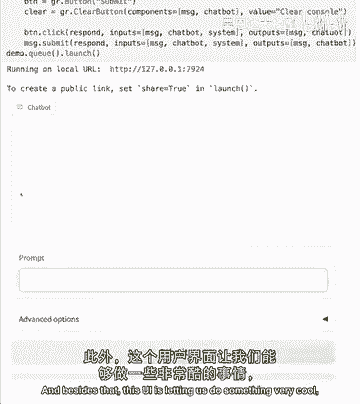 btn = gr.Button("Submit")
clear = gr.ClearButton(components=[msg, chatbot], value="Clear console")
btn.click(respond, inputs=[msg, chatbot, system], outputs=[msg, chatbot])
msg.submit(respond, inputs=[msg, chatbot, system], outputs=[msg, chatbot])
demo.queue().launch()
Running on local URL: http://127.0.0.1:7924
To create a public link, set `share=True` in `launch()`.
Chatbot
Prompt
Advanced options
此外，这个用户界面让我们能
够做一些非常酷的事情，
And besides that, this UI is letting us do something very cool,